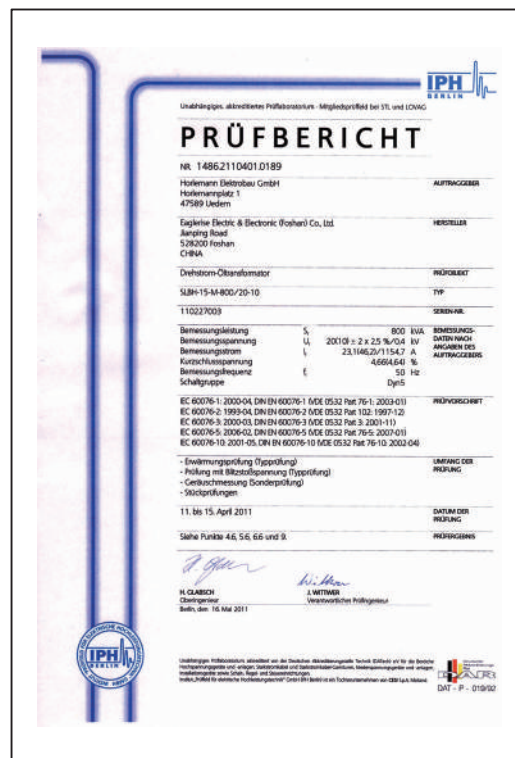 IPH
BERLIN
Unabhängiges, akkreditiertes Prüflaboratorium - Mitgliedsprüffeld bei STL und LOVAG
PRÜFBERICHT
NR. 1486.2110401.0189
Horlemann Elektrobau GmbH
Horlemannplatz 1
47589 Uedem
AUFTRAGGEBER
Eaglerise Electric & Electronic (Foshan) Co., Ltd.
Jianping Road
528200 Foshan
CHINA
HERSTELLER
Drehstrom-Öltransformator
PRÜFOBJEKT
SLBH-15-M-800/20-10
TYP
110227003
SERIEN-NR.
Bemessungsleistung Sr 800 kVA
Bemessungsspannung Ur 20(10) ± 2 x 2,5 %/0,4 kV
Bemessungsstrom Ir 23,1(46,2)/1154,7 A
Kurzschlussspannung 4,66(4,64) %
Bemessungsfrequenz fr 50 Hz
Schaltgruppe Dyn5
BEMESSUNGS-
DATEN NACH
ANGABEN DES
AUFTRAGGEBERS
IEC 60076-1: 2000-04, DIN EN 60076-1 (VDE 0532 Part 76-1: 2003-01)
IEC 60076-2: 1993-04, DIN EN 60076-2 (VDE 0532 Part 102: 1997-12)
IEC 60076-3: 2000-03, DIN EN 60076-3 (VDE 0532 Part 3: 2001-11)
IEC 60076-5: 2006-02, DIN EN 60076-5 (VDE 0532 Part 76-5: 2007-01)
IEC 60076-10: 2001-05, DIN EN 60076-10 (VDE 0532 Part 76-10: 2002-04)
PRÜFVORSCHRIFT
- Erwärmungsprüfung (Typprüfung)
- Prüfung mit Blitzstoßspannung (Typprüfung)
- Geräuschmessung (Sonderprüfung)
- Stückprüfungen
UMFANG DER
PRÜFUNG
11. bis 15. April 2011
DATUM DER
PRÜFUNG
Siehe Punkte 4.6, 5.6, 6.6 und 9.
PRÜFERGEBNIS
H. GLABSCH
Oberingenieur
J. WITTWER
Verantwortlicher Prüfingenieur
Berlin, den 16. Mai 2011
IPH
BERLIN
DAR
DAT - P - 019/92